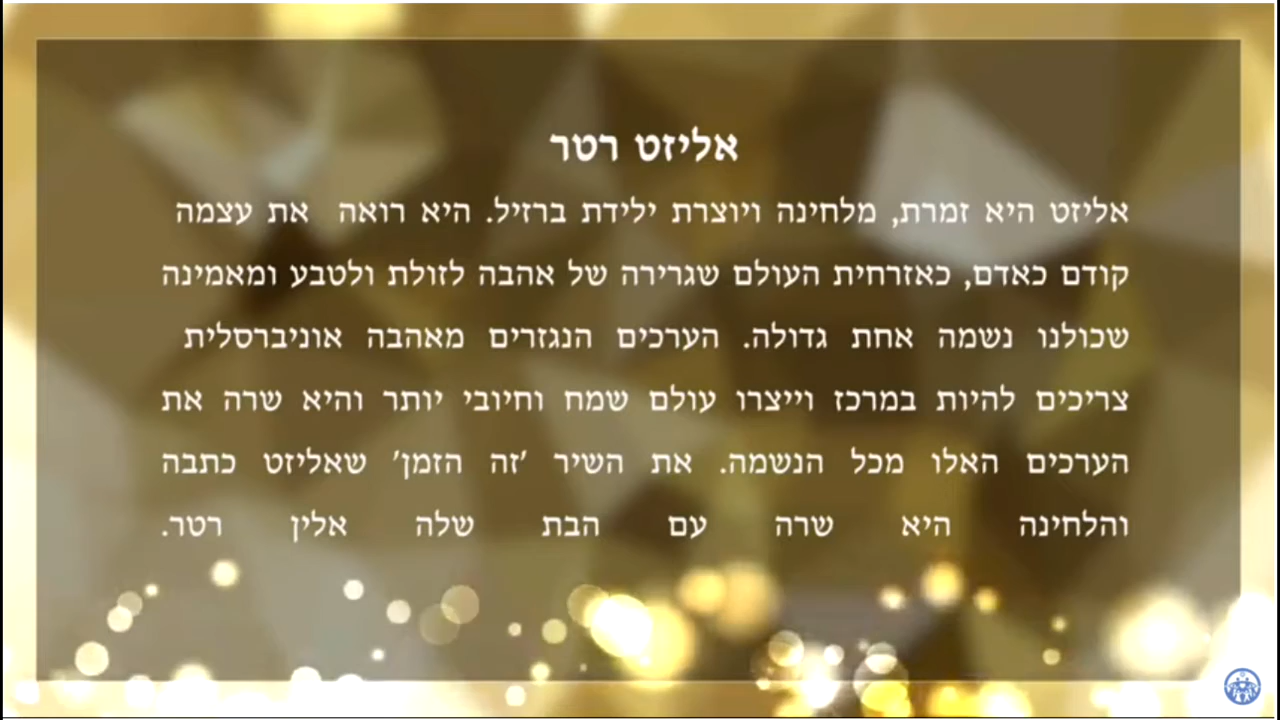 אליזט רטר
אליזט היא זמרת, מלחינה ויוצרת ילידת ברזיל. היא רואה את עצמה
קודם כאדם, כאזרחית העולם שגרירה של אהבה לזולת ולטבע ומאמינה
שכולנו נשמה אחת גדולה. הערכים הנגזרים מאהבה אוניברסלית
צריכים להיות במרכז וייצרו עולם שמח וחיובי יותר והיא שרה את
הערכים האלו מכל הנשמה. את השיר 'זה הזמן' שאליזט כתבה
והלחינה היא שרה עם הבת שלה אלין רטר.